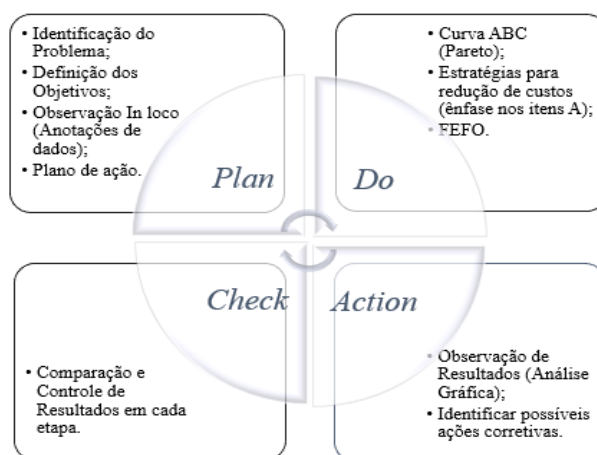 • Identificação do
Problema;
• Definição dos
Objetivos;
• Observação In loco
(Anotações de
dados);
• Plano de ação.
Plan
• Curva ABC
(Pareto);
• Estratégias para
redução de custos
(ênfase nos itens A);
• FEFO.
Do
Check
• Comparação e
Controle de
Resultados em cada
etapa.
Action
• Observação de
Resultados (Análise
Gráfica);
• Identificar possíveis
ações corretivas.